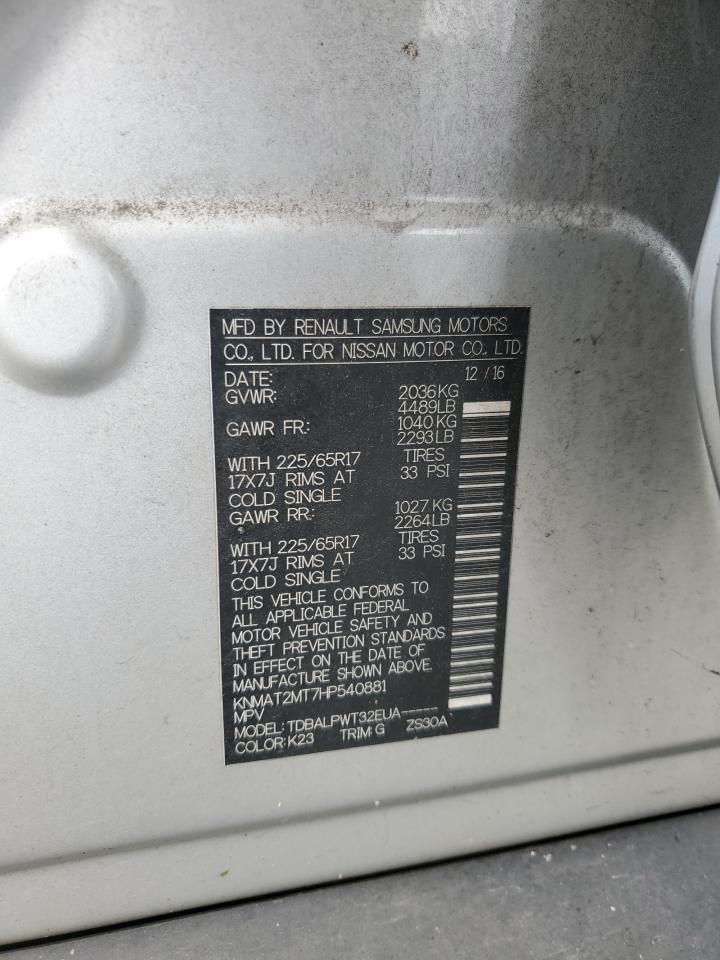 MFD BY RENAULT SAMSUNG MOTORS
CO., LTD. FOR NISSAN MOTOR CO., LTD.
DATE: 12 / 16
GVWR: 2036KG
4489LB
GAWR FR.: 1040 KG
2293LB
WITH 225/65R17 TIRES
17X7J RIMS AT 33 PSI
COLD SINGLE
GAWR RR.: 1027 KG
2264LB
WITH 225/65R17 TIRES
17X7J RIMS AT 33 PSI
COLD SINGLE
THIS VEHICLE CONFORMS TO
ALL APPLICABLE FEDERAL
MOTOR VEHICLE SAFETY AND
THEFT PREVENTION STANDARDS
IN EFFECT ON THE DATE OF
MANUFACTURE SHOWN ABOVE.
KNMAT2MT7HP540881
MPV
MODEL: TDBALPWT32EUA-----
COLOR:K23 TRIM:G ZS30A